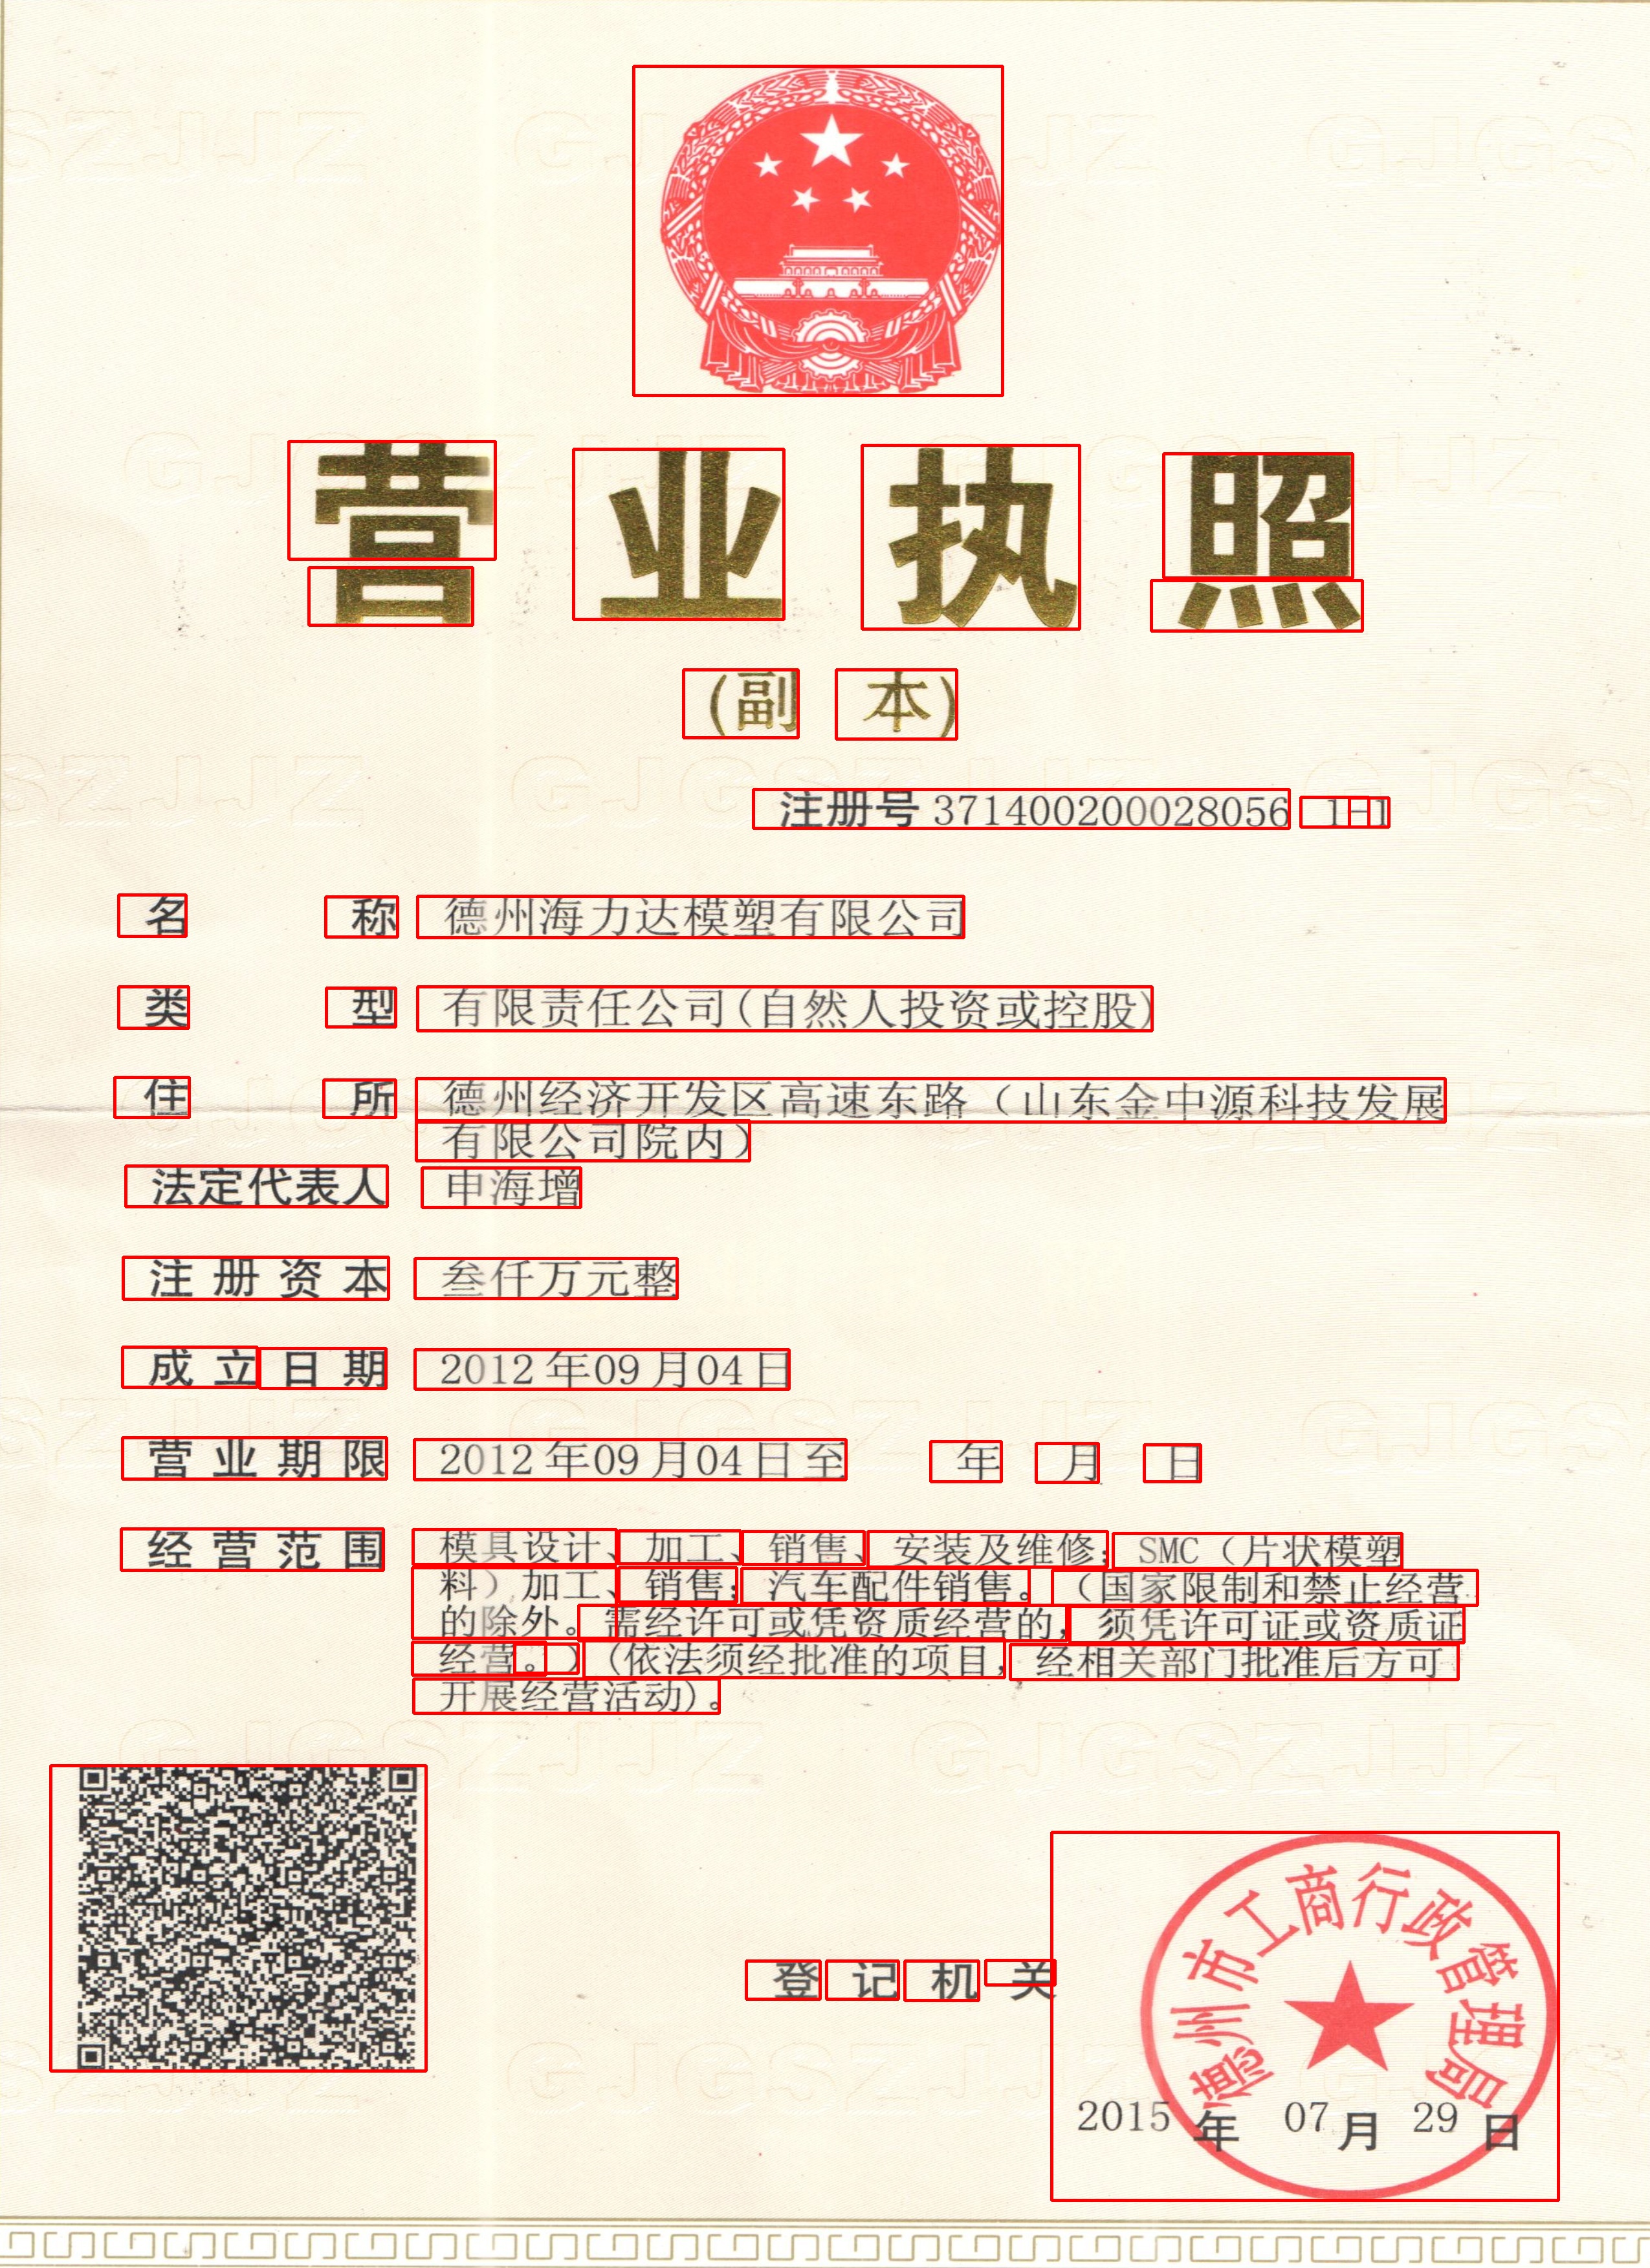 营业执照
(副 本)
注册号 371400200028056 1-1
名 称 德州海力达模塑有限公司
类 型 有限责任公司(自然人投资或控股)
住 所 德州经济开发区高速东路（山东金中源科技发展
有限公司院内）
法定代表人 申海增
注册资本 叁仟万元整
成立日期 2012年09月04日
营业期限 2012年09月04日至 年 月 日
经营范围 模具设计、加工、销售、安装及维修；SMC（片状模塑
料）加工、销售；汽车配件销售。（国家限制和禁止经营
的除外。需经许可或凭资质经营的，须凭许可证或资质证
经营。）（依法须经批准的项目，经相关部门批准后方可
开展经营活动)。
德州市工商行政管理局
登记机关
2015 年 07 月 29 日